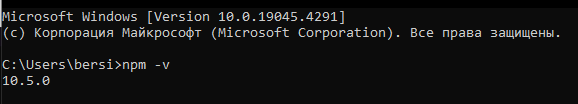 Microsoft Windows [Version 10.0.19045.4291]
(c) Корпорация Майкрософт (Microsoft Corporation). Все права защищены.
C:\Users\bersi>npm -v
10.5.0